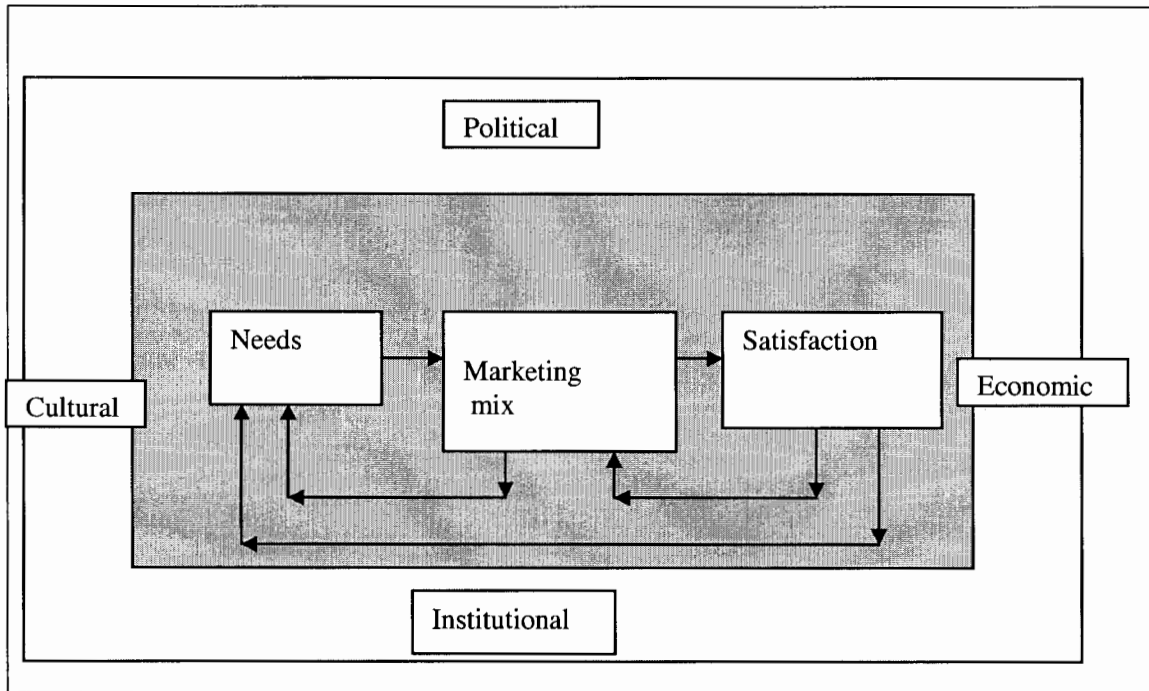 Political
Needs
Marketing
mix
Satisfaction
Cultural
Economic
Institutional